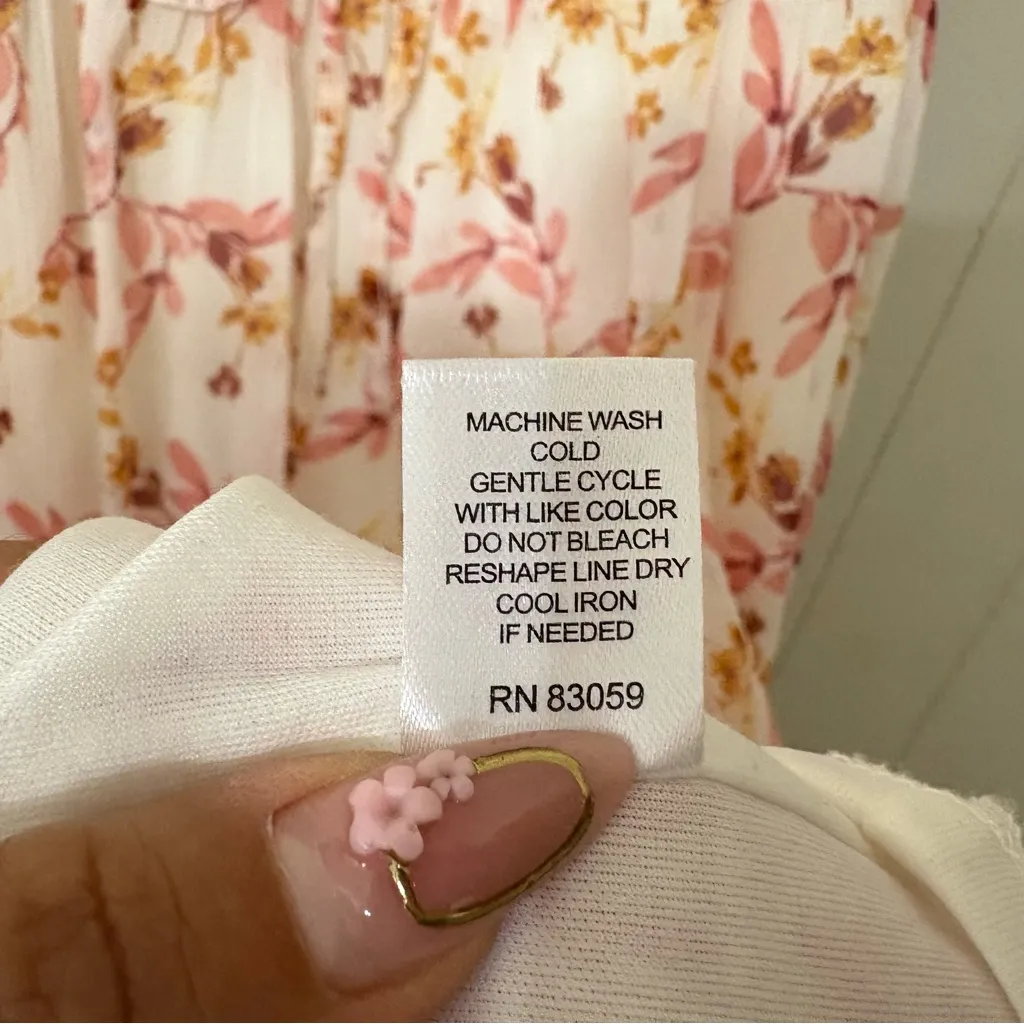 MACHINE WASH
COLD
GENTLE CYCLE
WITH LIKE COLOR
DO NOT BLEACH
RESHAPE LINE DRY
COOL IRON
IF NEEDED
RN 83059